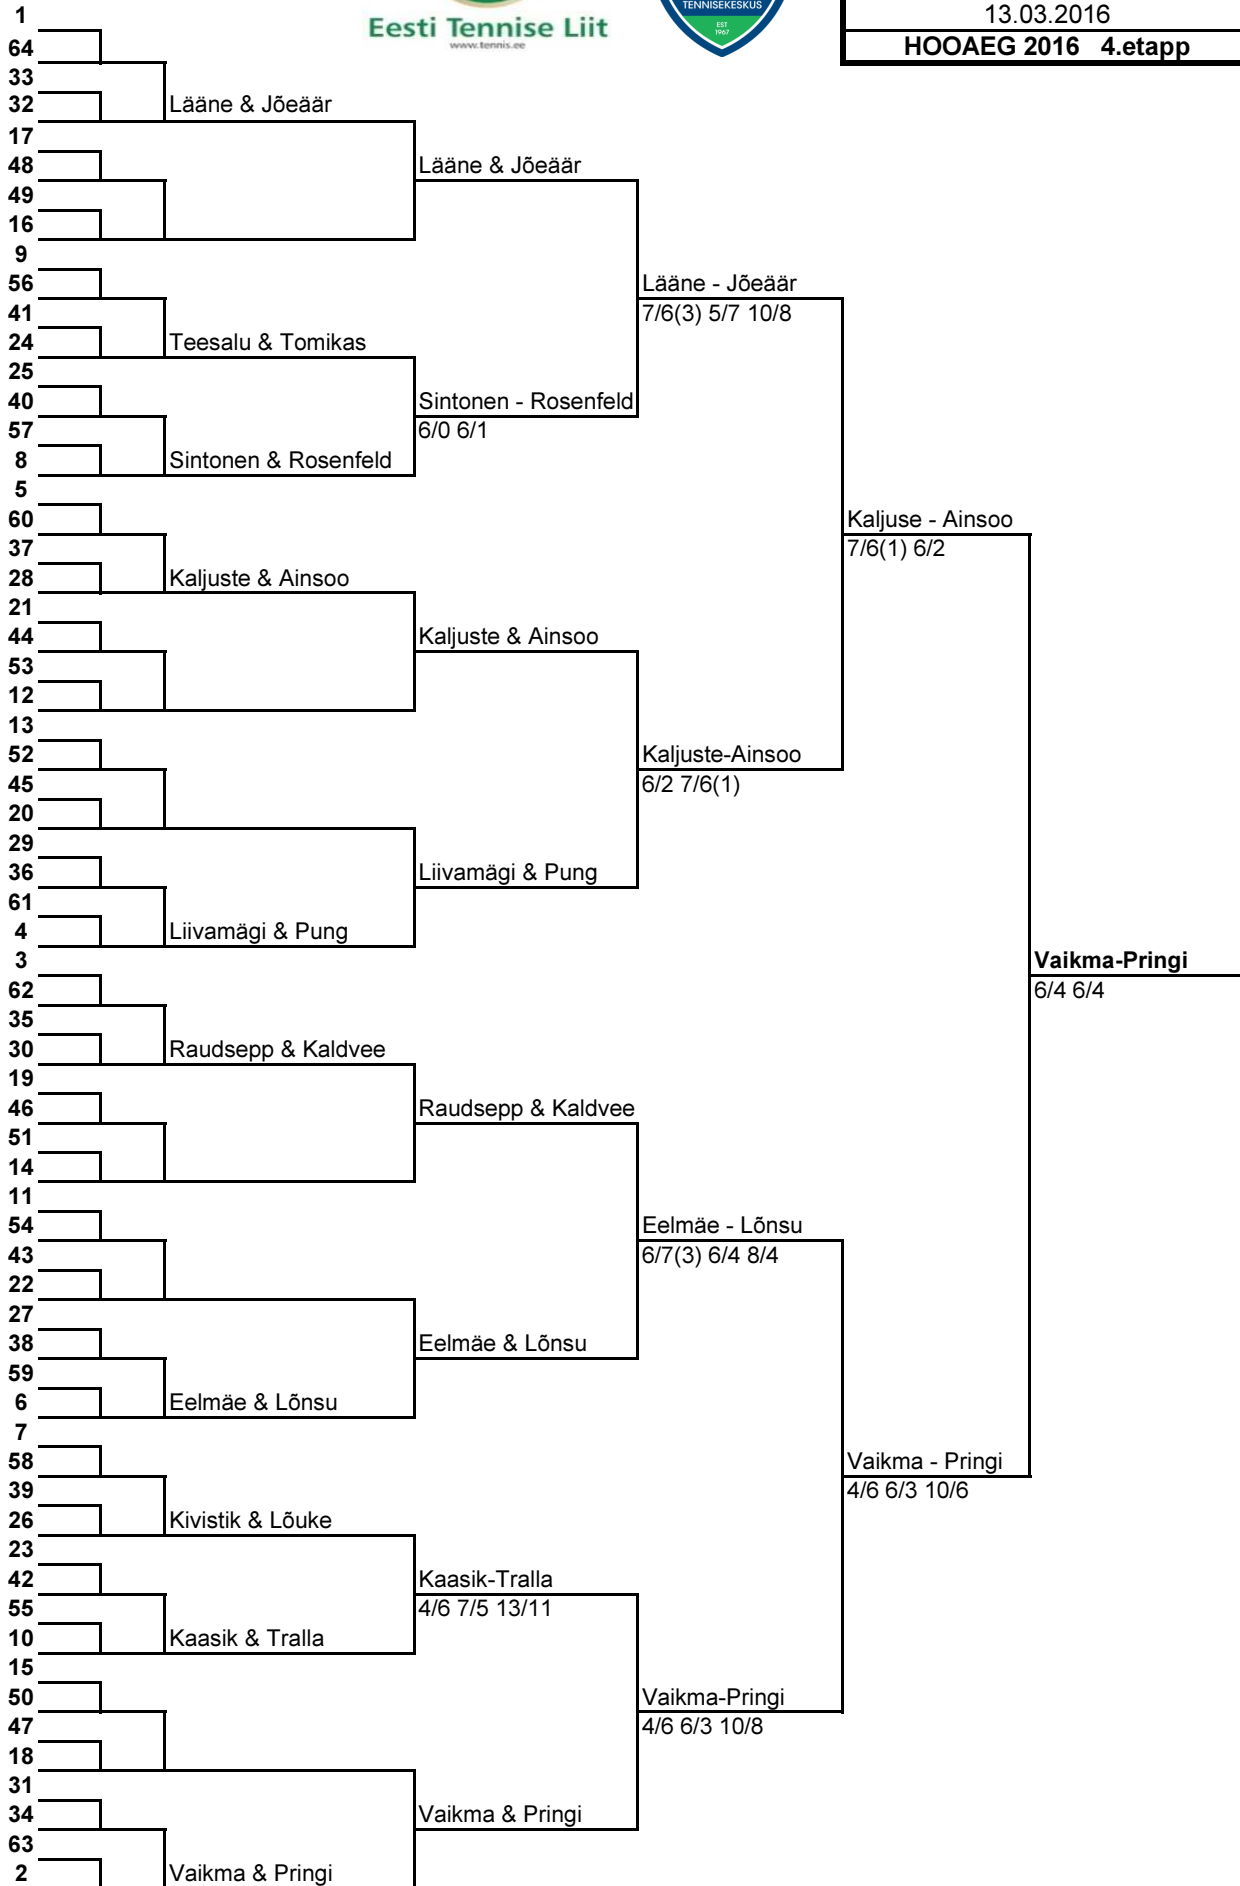 TENNISEKESKUS
EST
1967
Eesti Tennise Liit
www.tennis.ee
13.03.2016
HOOAEG 2016 4.etapp
1
64
33
32
Lääne & Jõeäär
17
48
Lääne & Jõeäär
49
16
9
56
Lääne - Jõeäär
41
7/6(3) 5/7 10/8
24
Teesalu & Tomikas
25
40
Sintonen - Rosenfeld
57
6/0 6/1
8
Sintonen & Rosenfeld
5
60
Kaljuse - Ainsoo
37
7/6(1) 6/2
28
Kaljuste & Ainsoo
21
44
Kaljuste & Ainsoo
53
12
13
52
Kaljuste-Ainsoo
45
6/2 7/6(1)
20
29
36
Liivamägi & Pung
61
4
Liivamägi & Pung
3
Vaikma-Pringi
62
6/4 6/4
35
30
Raudsepp & Kaldvee
19
46
Raudsepp & Kaldvee
51
14
11
54
Eelmäe - Lõnsu
43
6/7(3) 6/4 8/4
22
27
38
Eelmäe & Lõnsu
59
6
Eelmäe & Lõnsu
7
58
Vaikma - Pringi
39
4/6 6/3 10/6
26
Kivistik & Lõuke
23
42
Kaasik-Tralla
55
4/6 7/5 13/11
10
Kaasik & Tralla
15
50
Vaikma-Pringi
47
4/6 6/3 10/8
18
31
34
Vaikma & Pringi
63
2
Vaikma & Pringi